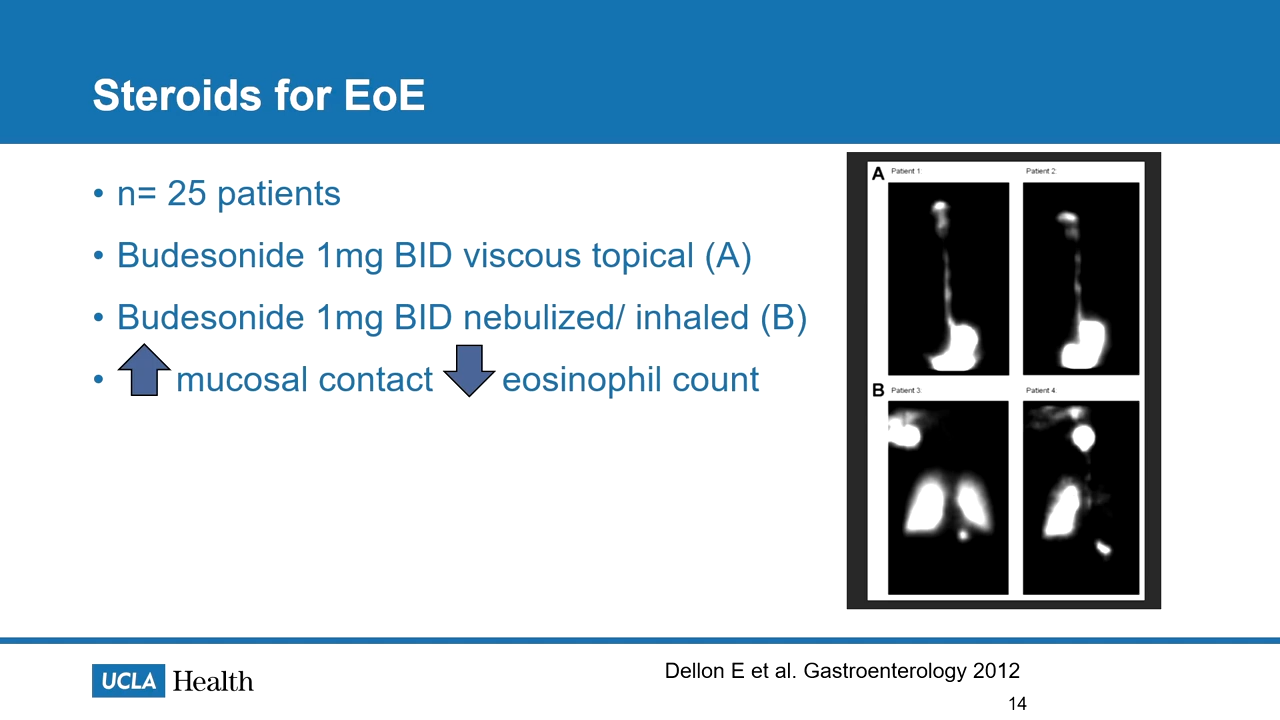 Steroids for EoE
• n= 25 patients
• Budesonide 1mg BID viscous topical (A)
• Budesonide 1mg BID nebulized/ inhaled (B)
• mucosal contact eosinophil count
A Patient 1: Patient 2:
B Patient 3: Patient 4.
UCLA Health
Dellon E et al. Gastroenterology 2012
14